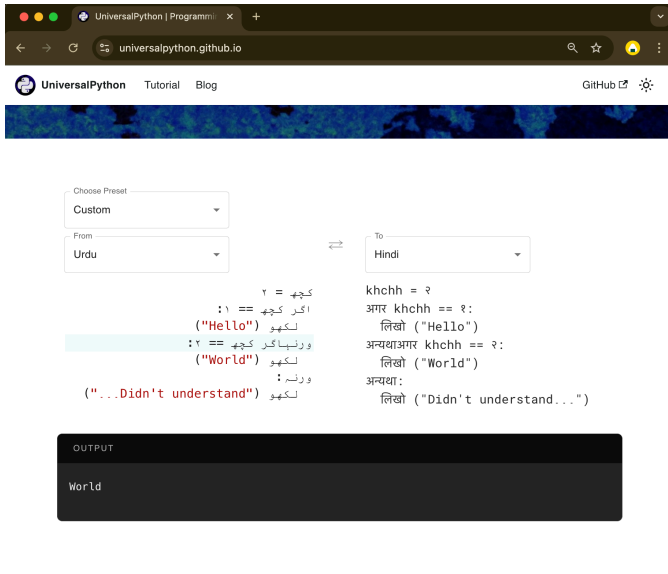 UniversalPython | Programmin
universalpython.github.io
UniversalPython Tutorial Blog GitHub
Choose Preset
Custom
From
Urdu
To
Hindi
کچھ = ۲
اگر کچھ == ۱:
لکھو ("Hello")
ورنہاگر کچھ == ۲:
لکھو ("World")
ورنہ:
لکھو ("Didn't understand...")
khchh = २
अगर khchh == १:
लिखो ("Hello")
अन्यथाअगर khchh == २:
लिखो ("World")
अन्यथा:
लिखो ("Didn't understand...")
OUTPUT
World